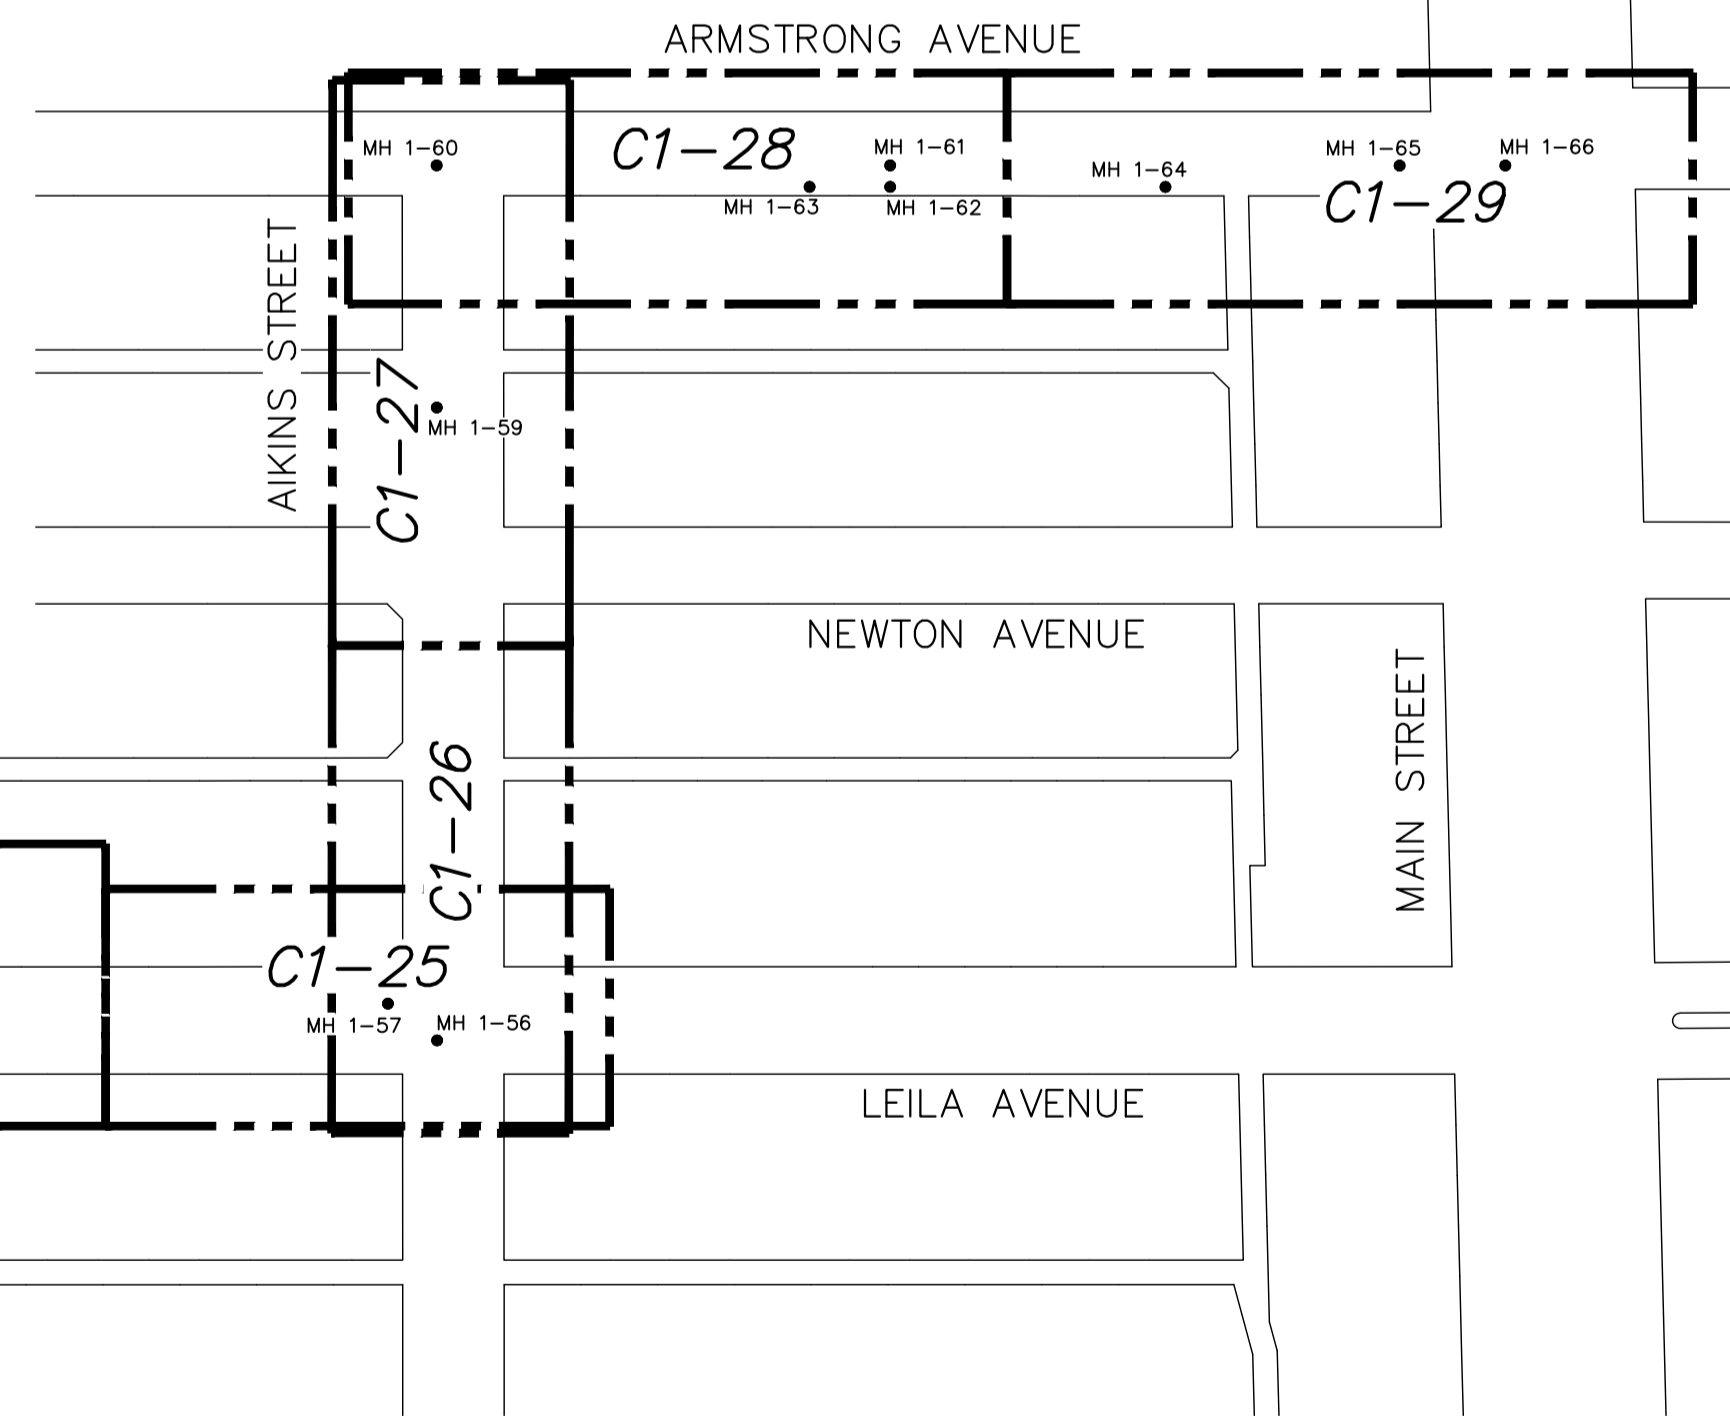 ARMSTRONG AVENUE
MH 1-60
C1-28
MH 1-61
MH 1-63
MH 1-62
MH 1-64
MH 1-65
MH 1-66
C1-29
AIKINS STREET
C1-27
MH 1-59
NEWTON AVENUE
MAIN STREET
C1-26
C1-25
MH 1-57
MH 1-56
LEILA AVENUE